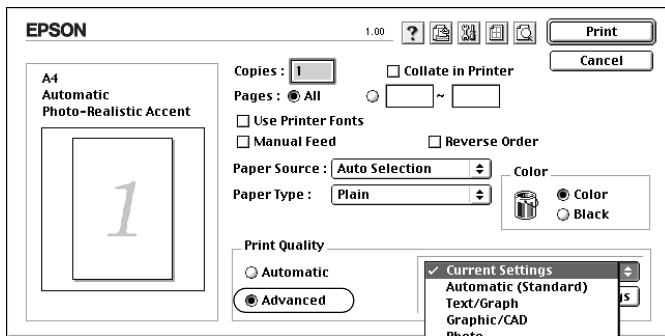 EPSON
1.00
Print
Cancel
A4
Automatic
Photo-Realistic Accent
1
Copies : 1
Collate in Printer
Pages : All ~
Use Printer Fonts
Manual Feed
Reverse Order
Paper Source : Auto Selection
Paper Type : Plain
Color
Color
Black
Print Quality
Automatic
Advanced
✓ Current Settings
Automatic (Standard)
Text/Graph
Graphic/CAD